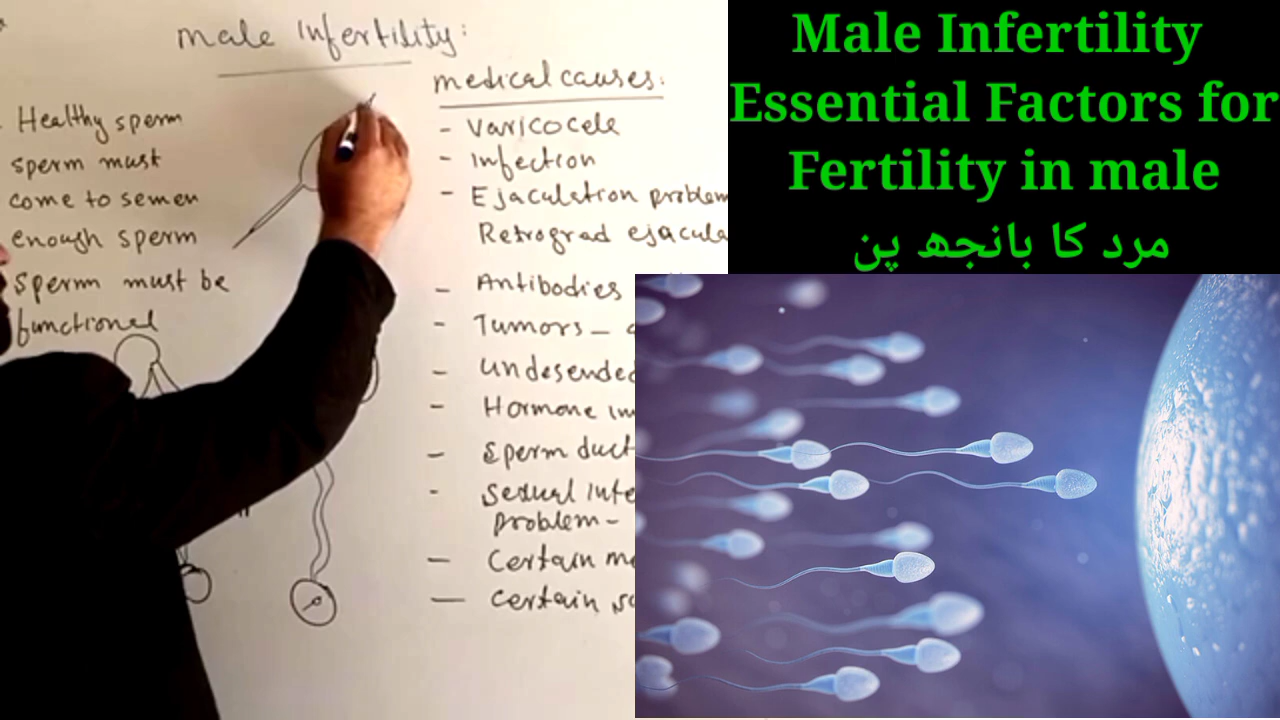 Male Infertility:
Healthy sperm
sperm must
come to semen
enough sperm
sperm must be
functional
medical causes:
- Varicocele
- Infection
- Ejaculation problem
Retrograd ejacula
- Antibodies
- Tumors -
- undesended
- Hormone im
- Sperm duct
- Sexual Inte
problem -
- Certain me
- Certain
Male Infertility
Essential Factors for
Fertility in male
مرد کا بانجھ پن